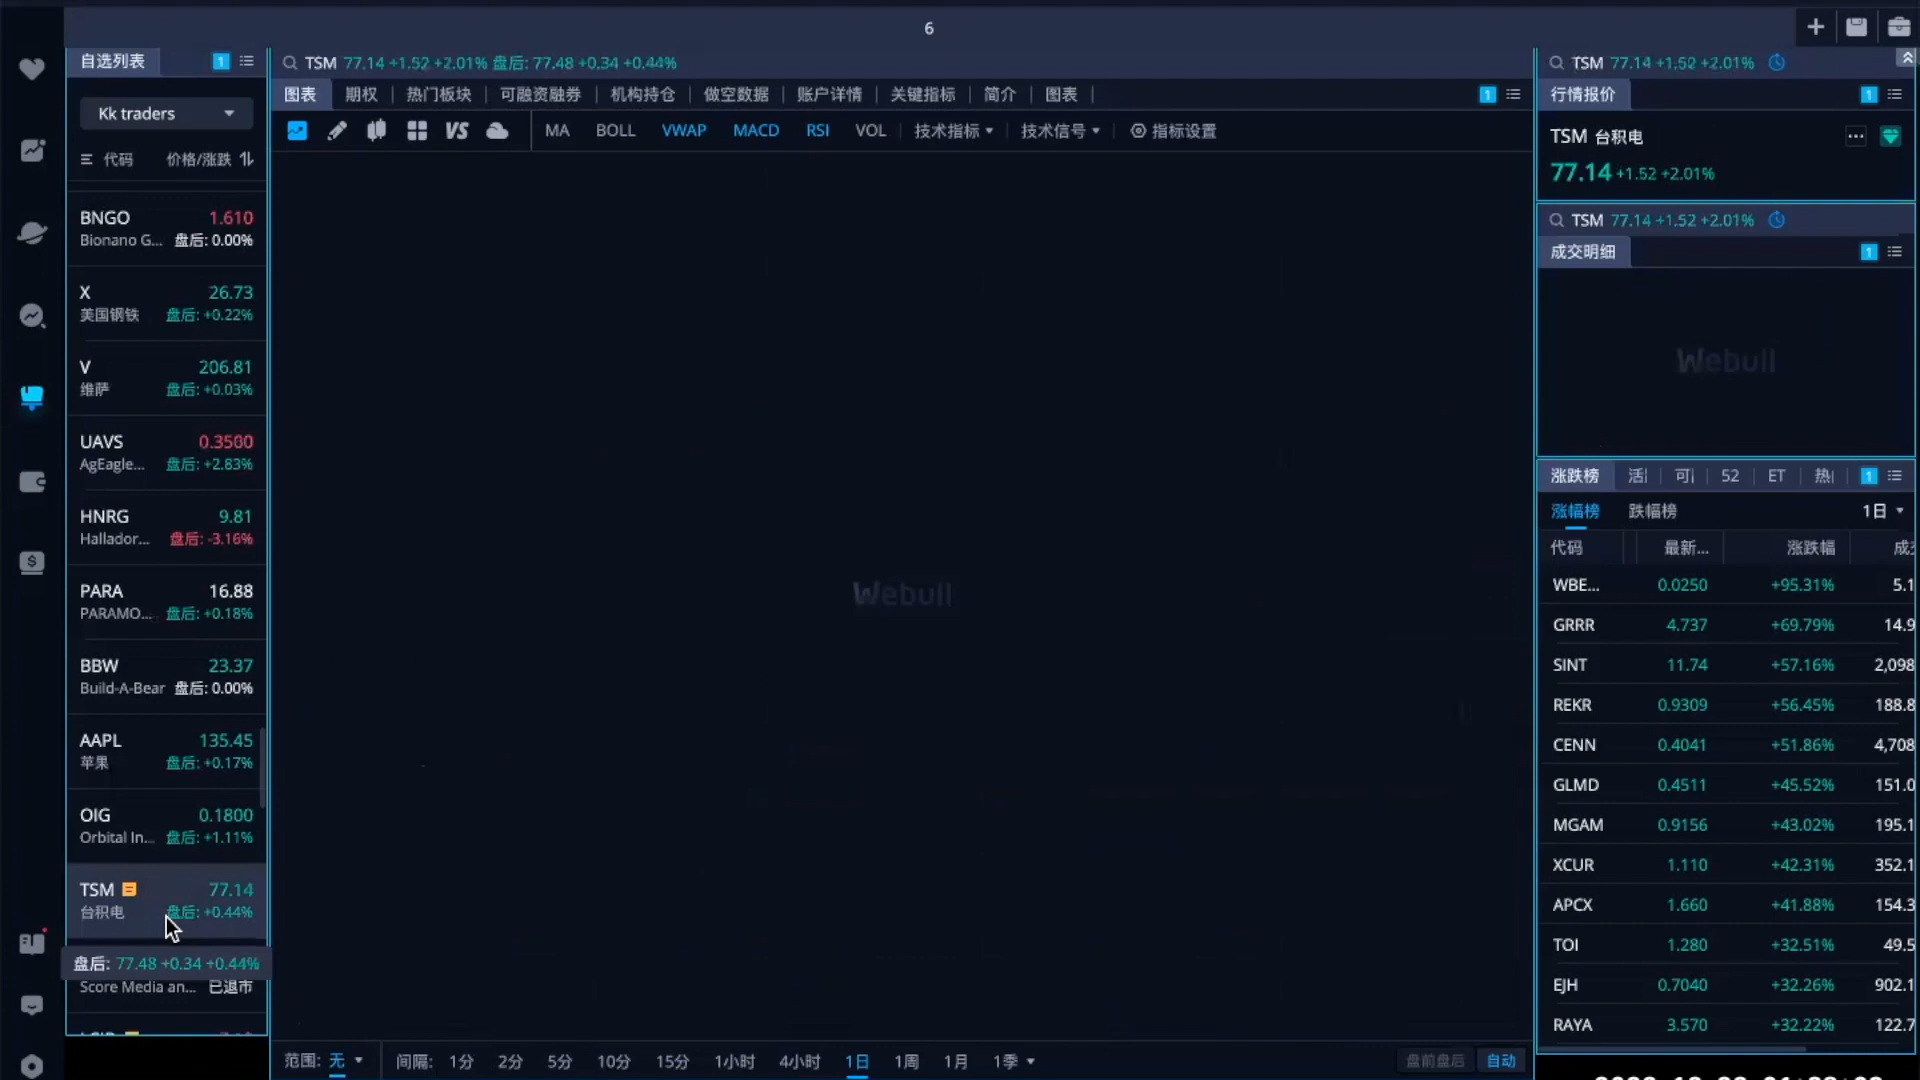 6
自选列表 1
Kk traders
代码 价格/涨跌
BNGO 1.610
Bionano G... 盘后: 0.00%
X 26.73
美国钢铁 盘后: +0.22%
V 206.81
维萨 盘后: +0.03%
UAVS 0.3500
AgEagle... 盘后: +2.83%
HNRG 9.81
Hallador... 盘后: -3.16%
PARA 16.88
PARAMO... 盘后: +0.18%
BBW 23.37
Build-A-Bear 盘后: 0.00%
AAPL 135.45
苹果 盘后: +0.17%
OIG 0.1800
Orbital In... 盘后: +1.11%
TSM 77.14
台积电 盘后: +0.44%
盘后: 77.48 +0.34 +0.44%
Score Media an... 已退市
TSM 77.14 +1.52 +2.01% 盘后: 77.48 +0.34 +0.44%
图表 期权 热门板块 可融资融券 机构持仓 做空数据 账户详情 关键指标 简介 图表 1
VS MA BOLL VWAP MACD RSI VOL 技术指标 技术信号 指标设置
Webull
范围: 无 间隔: 1分 2分 5分 10分 15分 1小时 4小时 1日 1周 1月 1季 盘前盘后 自动
TSM 77.14 +1.52 +2.01%
行情报价 1
TSM 台积电
77.14 +1.52 +2.01%
TSM 77.14 +1.52 +2.01%
成交明细 1
Webull
涨跌榜 活 可 52 ET 热 1
涨幅榜 跌幅榜 1日
代码 最新... 涨跌幅 成
WBE... 0.0250 +95.31% 5.1
GRRR 4.737 +69.79% 14.9
SINT 11.74 +57.16% 2,098
REKR 0.9309 +56.45% 188.8
CENN 0.4041 +51.86% 4,708
GLMD 0.4511 +45.52% 151.0
MGAM 0.9156 +43.02% 195.1
XCUR 1.110 +42.31% 352.1
APCX 1.660 +41.88% 154.3
TOI 1.280 +32.51% 49.5
EJH 0.7040 +32.26% 902.1
RAYA 3.570 +32.22% 122.7